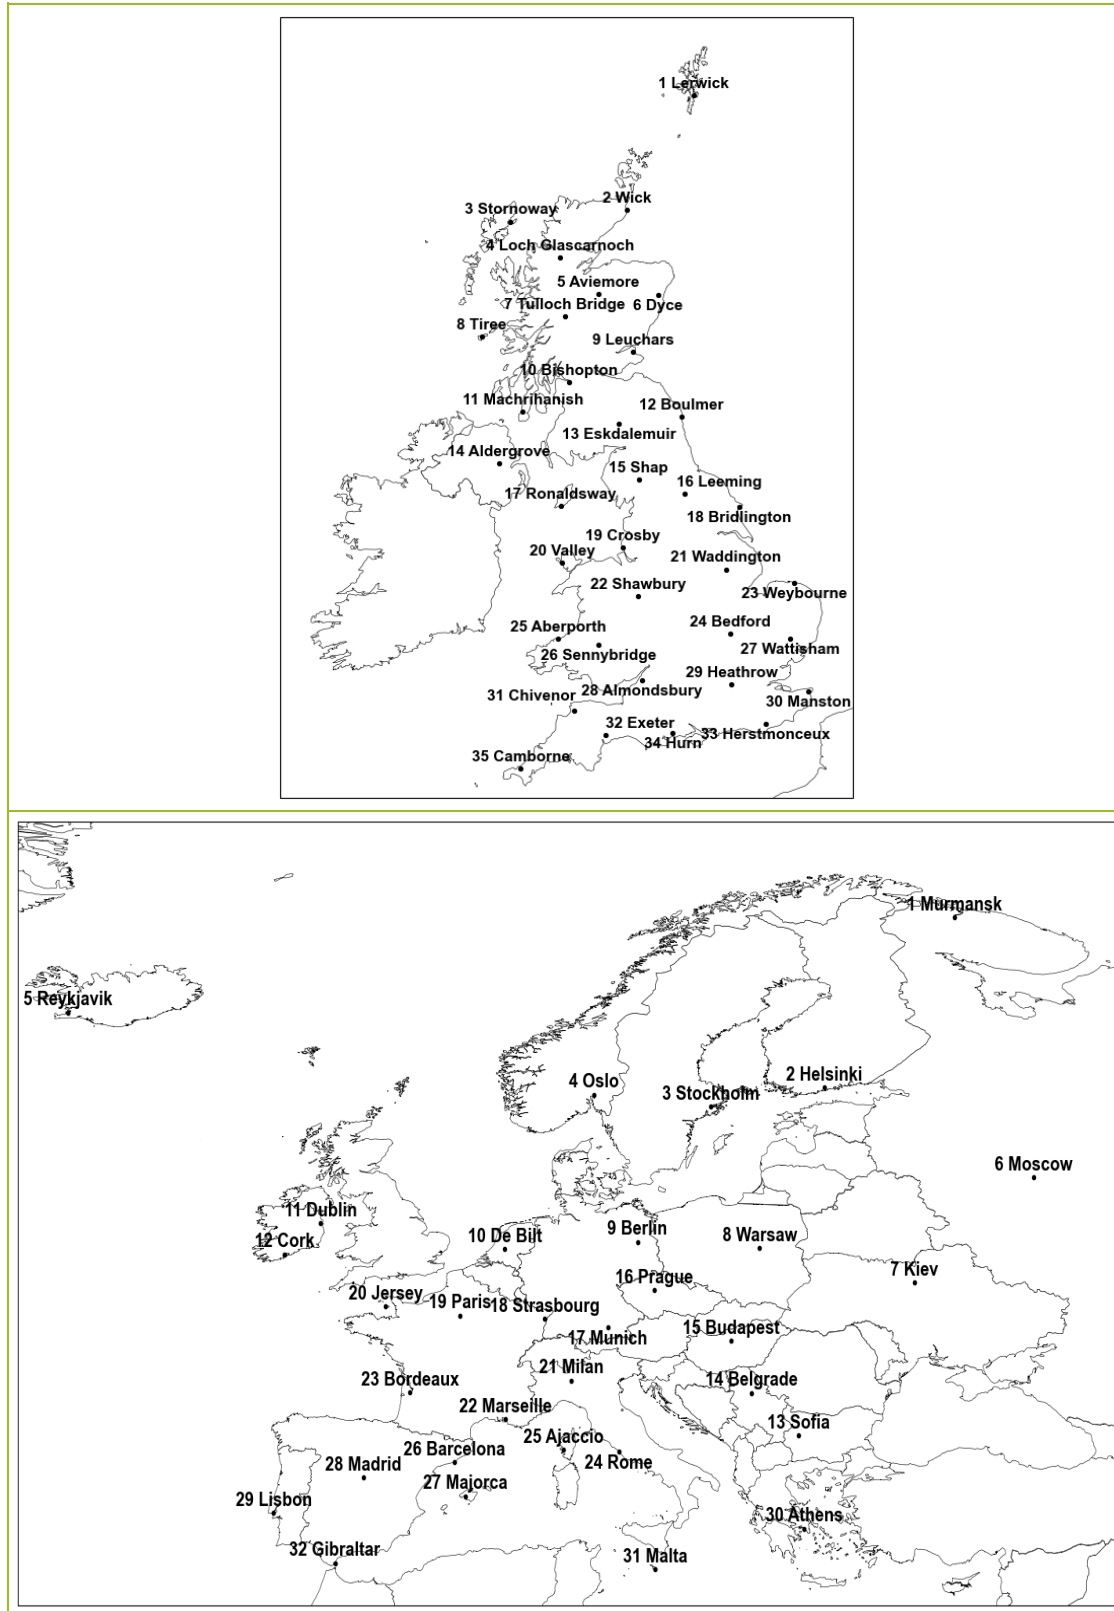 1 Lerwick
2 Wick
3 Stornoway
4 Loch Glascarnoch
5 Aviemore
7 Tulloch Bridge
6 Dyce
8 Tiree
9 Leuchars
10 Bishopton
11 Machrihanish
12 Boulmer
13 Eskdalemuir
14 Aldergrove
15 Shap
16 Leeming
17 Ronaldsway
18 Bridlington
19 Crosby
20 Valley
21 Waddington
22 Shawbury
23 Weybourne
24 Bedford
25 Aberporth
27 Wattisham
26 Sennybridge
29 Heathrow
28 Almondsbury
31 Chivenor
30 Manston
32 Exeter
33 Herstmonceux
34 Hurn
35 Camborne
1 Murmansk
5 Reykjavik
2 Helsinki
4 Oslo
3 Stockholm
6 Moscow
11 Dublin
9 Berlin
10 De Bilt
8 Warsaw
12 Cork
7 Kiev
16 Prague
20 Jersey
19 Paris
18 Strasbourg
15 Budapest
17 Munich
21 Milan
23 Bordeaux
14 Belgrade
22 Marseille
13 Sofia
25 Ajaccio
26 Barcelona
24 Rome
28 Madrid
27 Majorca
29 Lisbon
30 Athens
32 Gibraltar
31 Malta